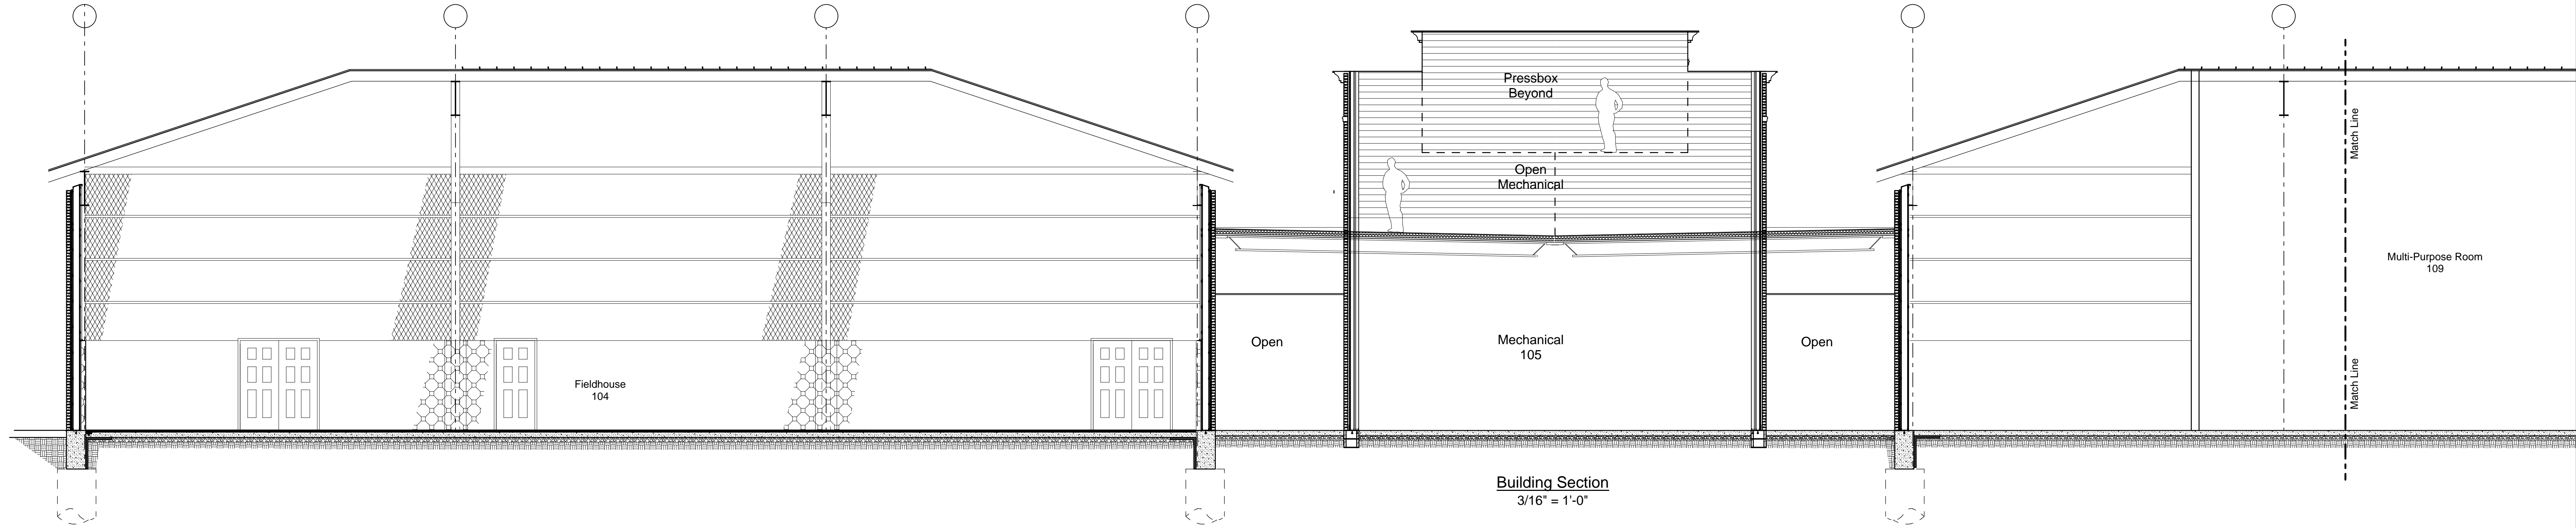 Pressbox
Beyond
Open
Mechanical
Match Line
Multi-Purpose Room
109
Open
Mechanical
105
Open
Fieldhouse
104
Match Line
Building Section
3/16" = 1'-0"